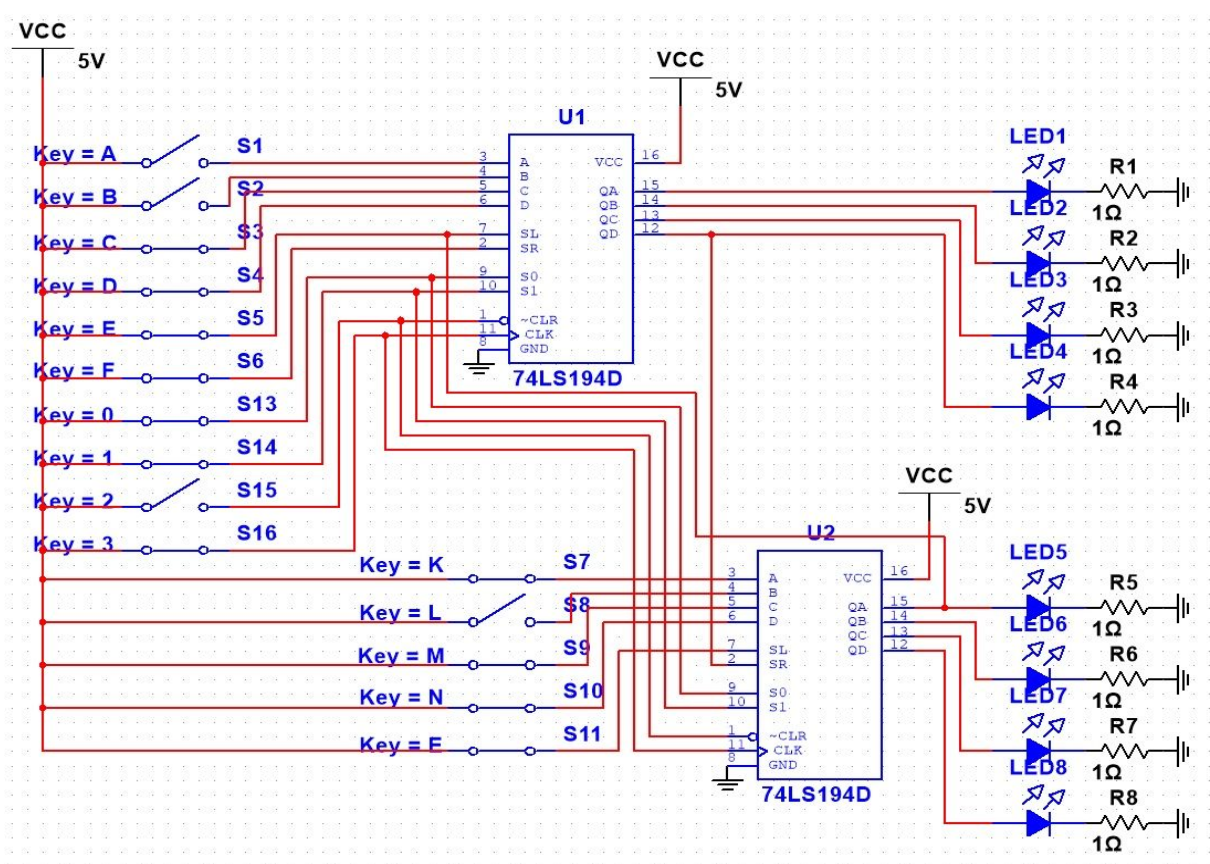 VCC
5V
VCC
5V
U1
Key = A
S1
Key = B
S2
Key = C
S3
Key = D
S4
Key = E
S5
Key = F
S6
Key = 0
S13
Key = 1
S14
Key = 2
S15
Key = 3
S16
3 A VCC 16
4 B
5 C QA 15
6 D QB 14
QC 13
7 SL QD 12
2 SR
9 S0
10 S1
1 ~CLR
11 CLK
8 GND
74LS194D
LED1
R1
1Ω
LED2
R2
1Ω
LED3
R3
1Ω
LED4
R4
1Ω
VCC
5V
U2
Key = K
S7
Key = L
S8
Key = M
S9
Key = N
S10
Key = E
S11
3 A VCC 16
4 B
5 C QA 15
6 D QB 14
QC 13
7 SL QD 12
2 SR
9 S0
10 S1
1 ~CLR
11 CLK
8 GND
74LS194D
LED5
R5
1Ω
LED6
R6
1Ω
LED7
R7
1Ω
LED8
R8
1Ω